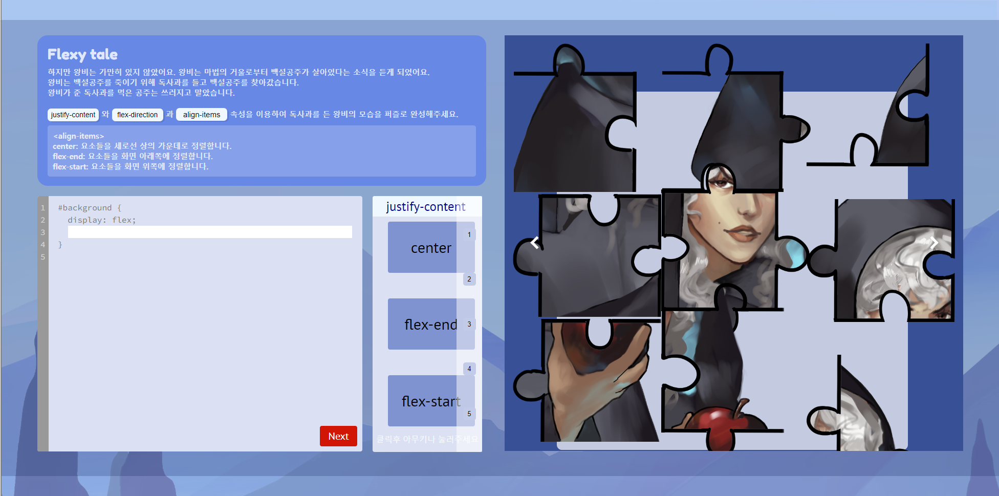 Flexy tale
하지만 왕비는 가만히 있지 않았어요. 왕비는 마법의 거울로부터 백설공주가 살아있다는 소식을 듣게 되었어요.
왕비는 백설공주를 죽이기 위해 독사과를 들고 백설공주를 찾아갔습니다.
왕비가 준 독사과를 먹은 공주는 쓰러지고 말았습니다.
justify-content 와 flex-direction 과 align-items 속성을 이용하여 독사과를 든 왕비의 모습을 퍼즐로 완성해주세요.
<align-items>
center: 요소들을 세로선 상의 가운데로 정렬합니다.
flex-end: 요소들을 화면 아래쪽에 정렬합니다.
flex-start: 요소들을 화면 위쪽에 정렬합니다.
1 #background {
2 display: flex;
3
4 }
5
Next
justify-content
1
center
2
flex-end 3
4
flex-start
5
클릭후 아무키나 눌러주세요